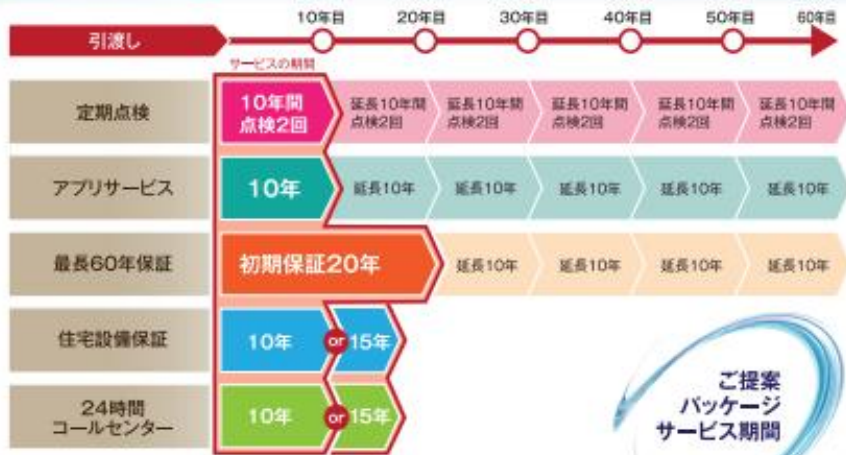 10年目 20年目 30年目 40年目 50年目 60年目
引渡し
サービスの期間
定期点検
10年間
点検2回
延長10年間
点検2回
延長10年間
点検2回
延長10年間
点検2回
延長10年間
点検2回
延長10年間
点検2回
アプリサービス
10年
延長10年
延長10年
延長10年
延長10年
延長10年
最長60年保証
初期保証20年
延長10年
延長10年
延長10年
延長10年
住宅設備保証
10年 or 15年
24時間
コールセンター
10年 or 15年
ご提案
パッケージ
サービス期間